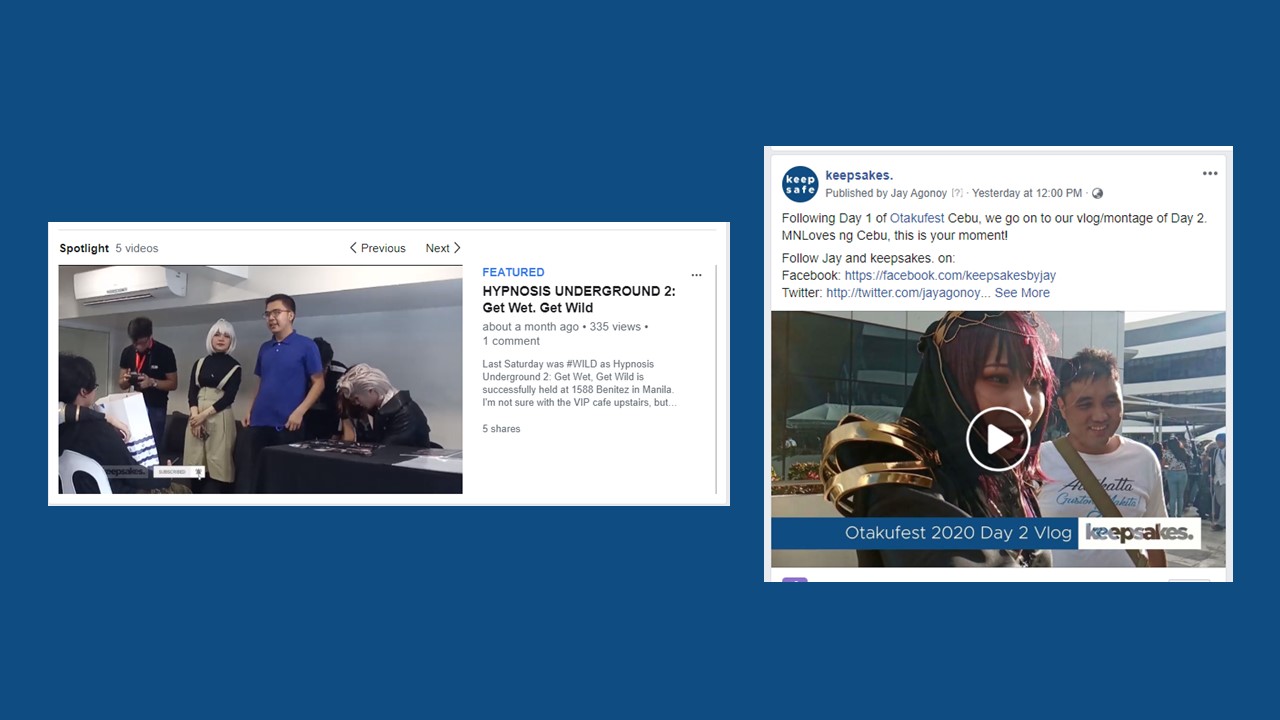 Spotlight 5 videos
Previous Next
FEATURED
HYPNOSIS UNDERGROUND 2:
Get Wet. Get Wild
about a month ago • 335 views •
1 comment
Last Saturday was #WILD as Hypnosis
Underground 2: Get Wet, Get Wild is
successfully held at 1588 Benitez in Manila.
I'm not sure with the VIP cafe upstairs, but...
5 shares
keepsakes. SUBSCRIBED
keep
safe
keepsakes.
Published by Jay Agonoy [?] · Yesterday at 12:00 PM ·
Following Day 1 of Otakufest Cebu, we go on to our vlog/montage of Day 2.
MNLoves ng Cebu, this is your moment!
Follow Jay and keepsakes. on:
Facebook: https://facebook.com/keepsakesbyjay
Twitter: http://twitter.com/jayagonoy... See More
Otakufest 2020 Day 2 Vlog keepsakes.